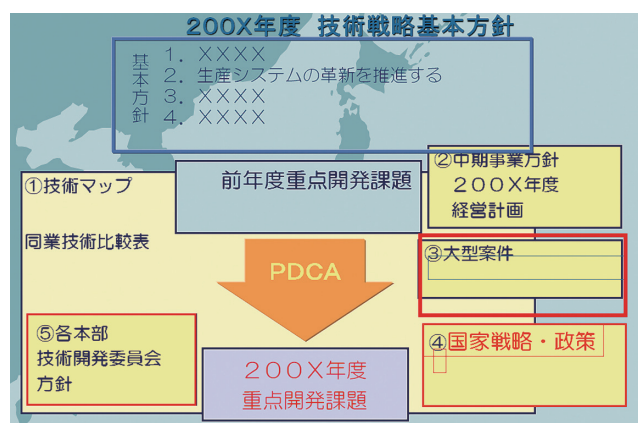 200X年度 技術戦略基本方針
基本方針
1. XXXX
2. 生産システムの革新を推進する
3. XXXX
4. XXXX
①技術マップ
同業技術比較表
前年度重点開発課題
②中期事業方針
200X年度
経営計画
③大型案件
PDCA
④国家戦略・政策
⑤各本部
技術開発委員会
方針
200X年度
重点開発課題